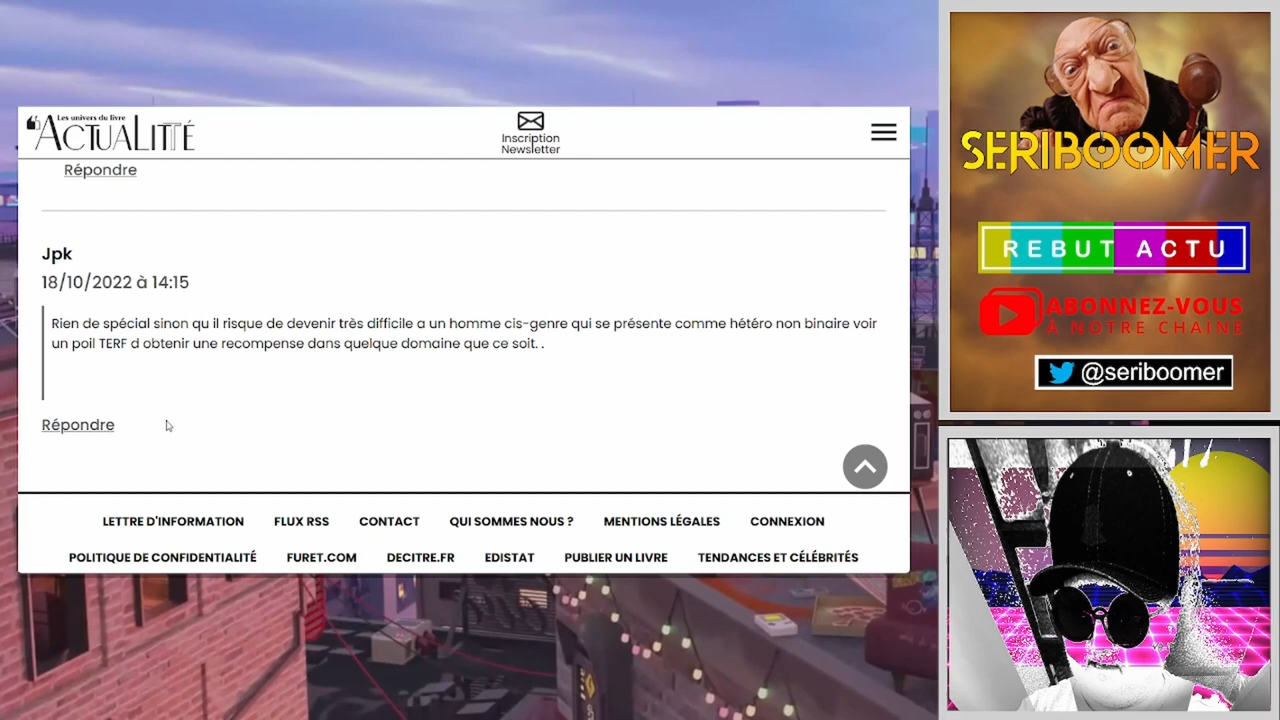 Les univers du livre
ActuaLitté
Inscription
Newsletter
Répondre
Jpk
18/10/2022 à 14:15
Rien de spécial sinon qu il risque de devenir très difficile a un homme cis-genre qui se présente comme hétéro non binaire voir
un poil TERF d obtenir une recompense dans quelque domaine que ce soit. .
Répondre
LETTRE D'INFORMATION FLUX RSS CONTACT QUI SOMMES NOUS ? MENTIONS LÉGALES CONNEXION
POLITIQUE DE CONFIDENTIALITÉ FURET.COM DECITRE.FR EDISTAT PUBLIER UN LIVRE TENDANCES ET CÉLÉBRITÉS
SERIBOOMER
REBUT ACTU
ABONNEZ-VOUS
À NOTRE CHAINE
@seriboomer